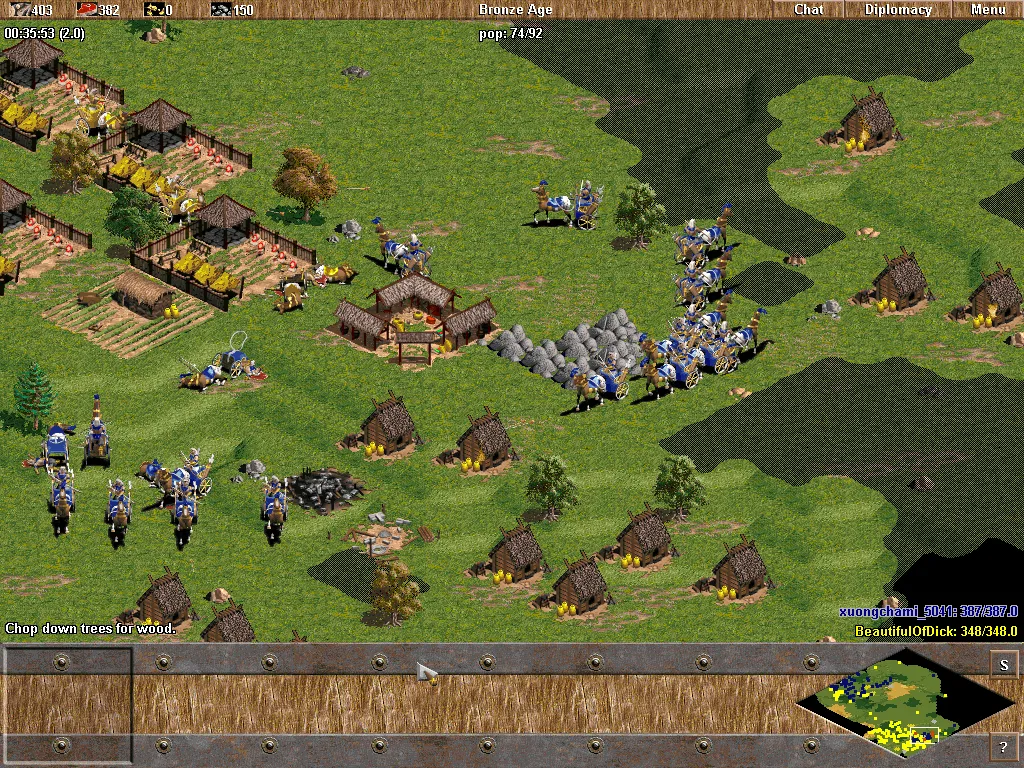 403 382 0 150 Bronze Age Chat Diplomacy Menu
00:35:53 (2.0) pop: 74/92
xuongchami_5041: 387/387.0
Chop down trees for wood. BeautifulOfDick: 348/348.0
S
?